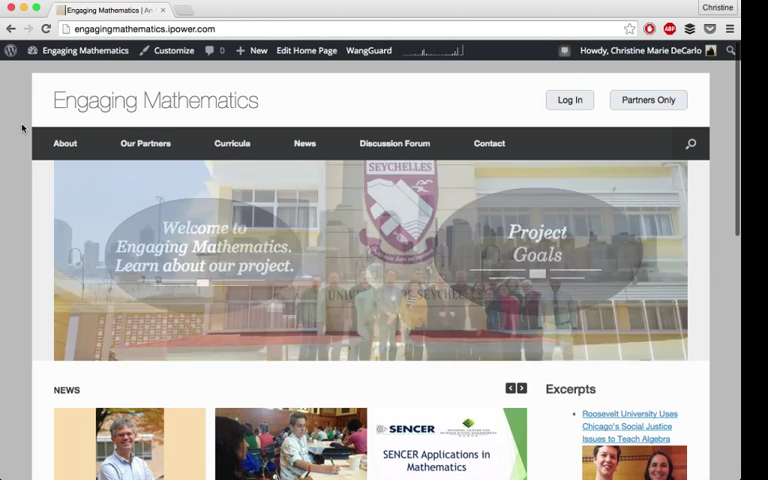 Engaging Mathematics | An
Christine
engagingmathematics.ipower.com
ABP
Engaging Mathematics Customize 0 New Edit Home Page WangGuard Howdy, Christine Marie DeCarlo
Engaging Mathematics
Log In Partners Only
About Our Partners Curricula News Discussion Forum Contact
SEYCHELLES
Welcome to
Engaging Mathematics.
Learn about our project.
Project
Goals
SEYCHELLES
NEWS
Excerpts
Roosevelt University Uses
Chicago's Social Justice
Issues to Teach Algebra
SENCER
SENCER Applications in
Mathematics